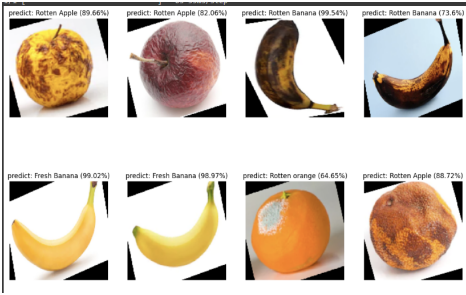 predict: Rotten Apple (89.66%)
predict: Rotten Apple (82.06%)
predict: Rotten Banana (99.54%)
predict: Rotten Banana (73.6%)
predict: Fresh Banana (99.02%)
predict: Fresh Banana (98.97%)
predict: Rotten orange (64.65%)
predict: Rotten Apple (88.72%)